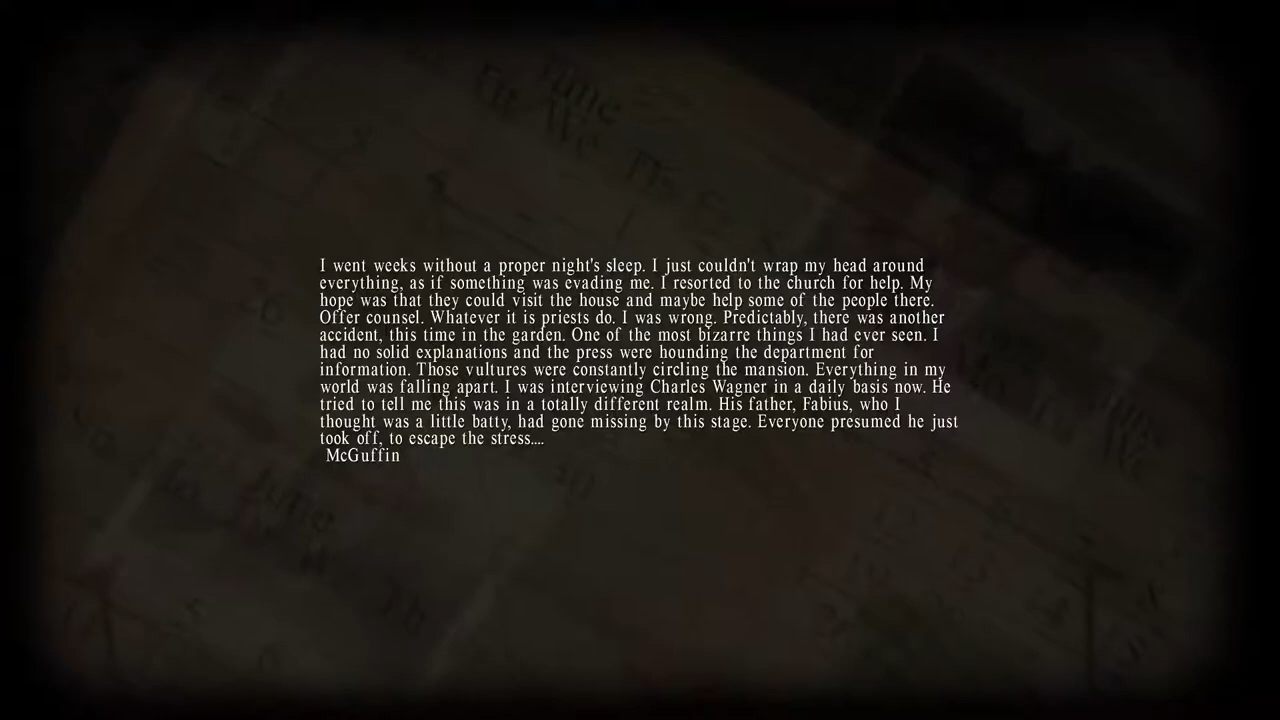 I went weeks without a proper night's sleep. I just couldn't wrap my head around
everything, as if something was evading me. I resorted to the church for help. My
hope was that they could visit the house and maybe help some of the people there.
Offer counsel. Whatever it is priests do. I was wrong. Predictably, there was another
accident, this time in the garden. One of the most bizarre things I had ever seen. I
had no solid explanations and the press were hounding the department for
information. Those vultures were constantly circling the mansion. Everything in my
world was falling apart. I was interviewing Charles Wagner in a daily basis now. He
tried to tell me this was in a totally different realm. His father, Fabius, who I
thought was a little batty, had gone missing by this stage. Everyone presumed he just
took off, to escape the stress....
McGuffin